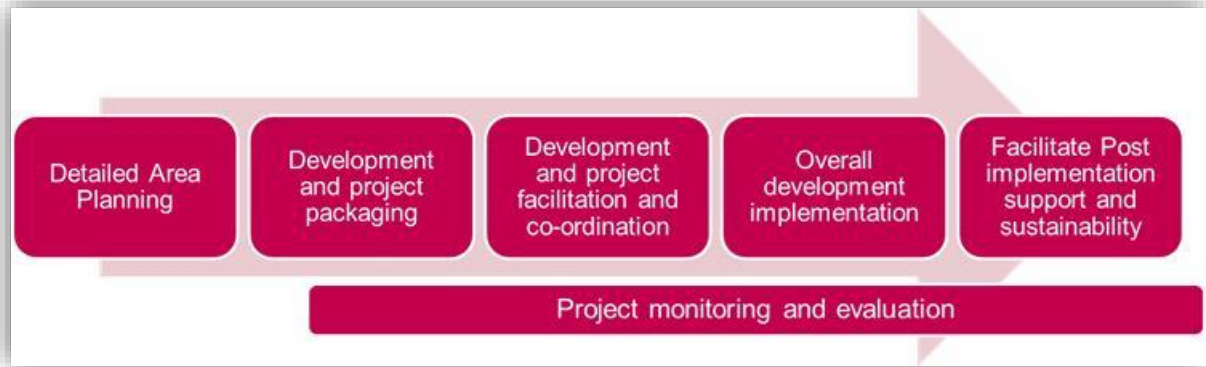 Detailed Area
Planning
Development
and project
packaging
Development
and project
facilitation and
co-ordination
Overall
development
implementation
Facilitate Post
implementation
support and
sustainability
Project monitoring and evaluation